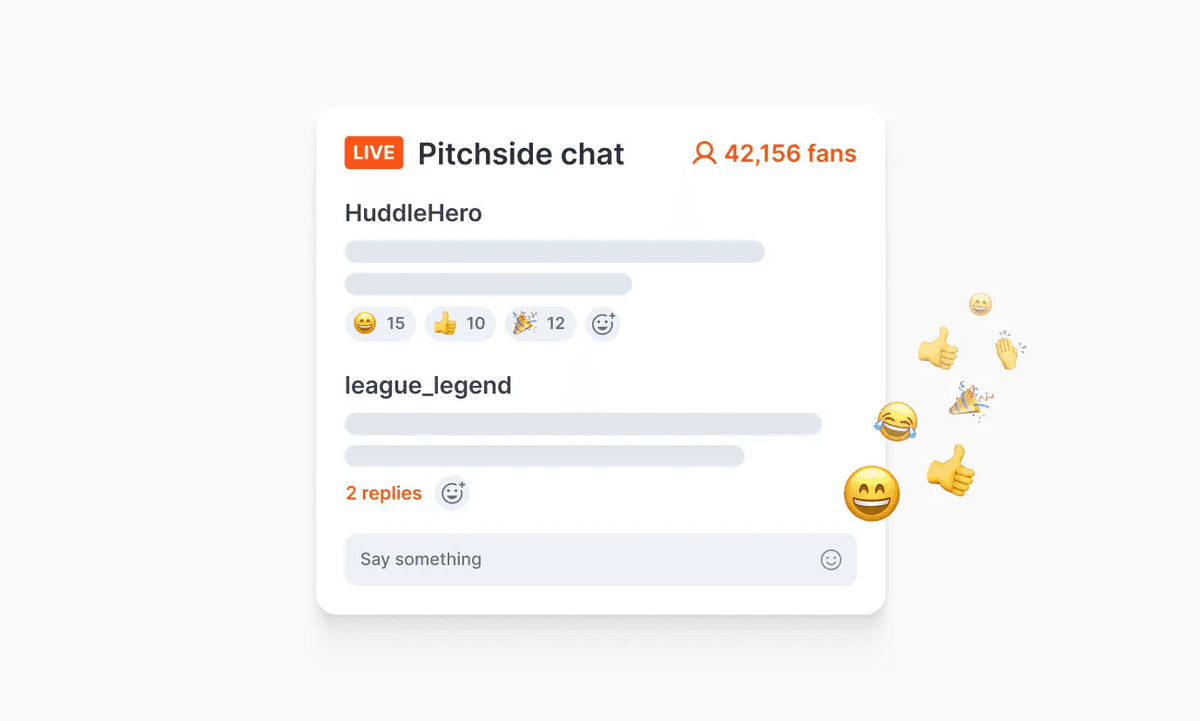 LIVE Pitchside chat 42,156 fans
HuddleHero
15 10 12
league_legend
2 replies
Say something